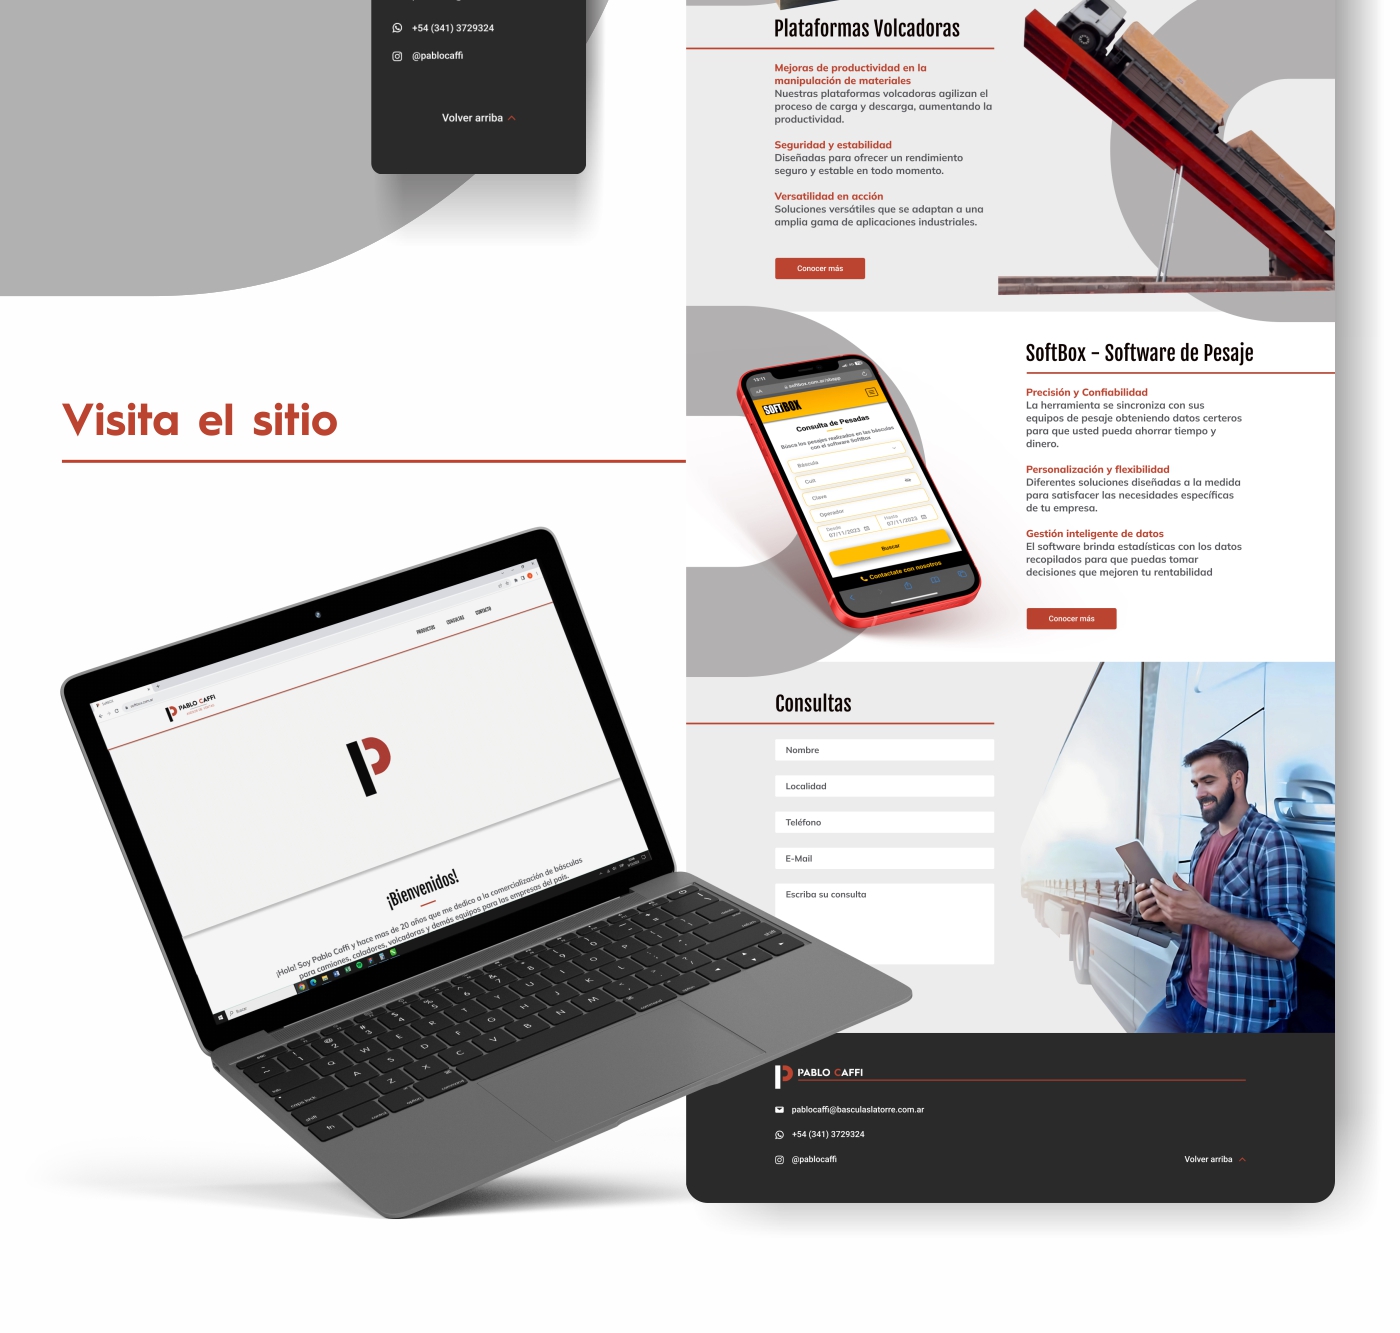 +54 (341) 3729324
@pablocaffi
Volver arriba
Plataformas Volcadoras
Mejoras de productividad en la
manipulación de materiales
Nuestras plataformas volcadoras agilizan el
proceso de carga y descarga, aumentando la
productividad.
Seguridad y estabilidad
Diseñadas para ofrecer un rendimiento
seguro y estable en todo momento.
Versatilidad en acción
Soluciones versátiles que se adaptan a una
amplia gama de aplicaciones industriales.
Conocer más
Visita el sitio
13:11
softbox.com.ar/sbapp
SOFTBOX
Consulta de Pesadas
Busca los pesajes realizados en las básculas
con el software SoftBox
Báscula
Cuit
Clave
Operador
Desde
07/11/2023
Hasta
07/11/2023
Buscar
Contactate con nosotros
SoftBox - Software de Pesaje
Precisión y Confiabilidad
La herramienta se sincroniza con sus
equipos de pesaje obteniendo datos certeros
para que usted pueda ahorrar tiempo y
dinero.
Personalización y flexibilidad
Diferentes soluciones diseñadas a la medida
para satisfacer las necesidades específicas
de tu empresa.
Gestión inteligente de datos
El software brinda estadísticas con los datos
recopilados para que puedas tomar
decisiones que mejoren tu rentabilidad
Conocer más
PABLO CAFFI
PRODUCTOS
CONSULTAS
CONTACTO
¡Bienvenidos!
¡Hola! Soy Pablo Caffi y hace mas de 20 años que me dedico a la comercialización de básculas
para camiones, caladores, volcadoras y demás equipos para las empresas del país.
Buscar
Consultas
Nombre
Localidad
Teléfono
E-Mail
Escriba su consulta
PABLO CAFFI
pablocaffi@basculaslatorre.com.ar
+54 (341) 3729324
@pablocaffi
Volver arriba